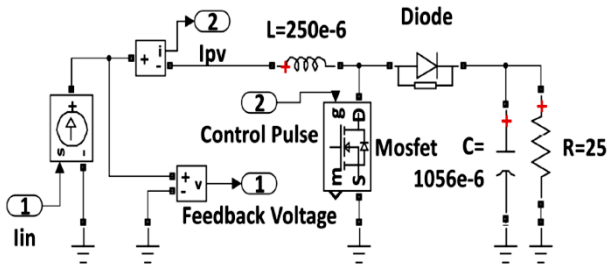 2
L=250e-6
Diode
i
+
-
Ipv
+
2
Control Pulse
g
D
m
S
Mosfet
C=
1056e-6
R=25
+
s
-
1
Iin
+
-
v
1
Feedback Voltage